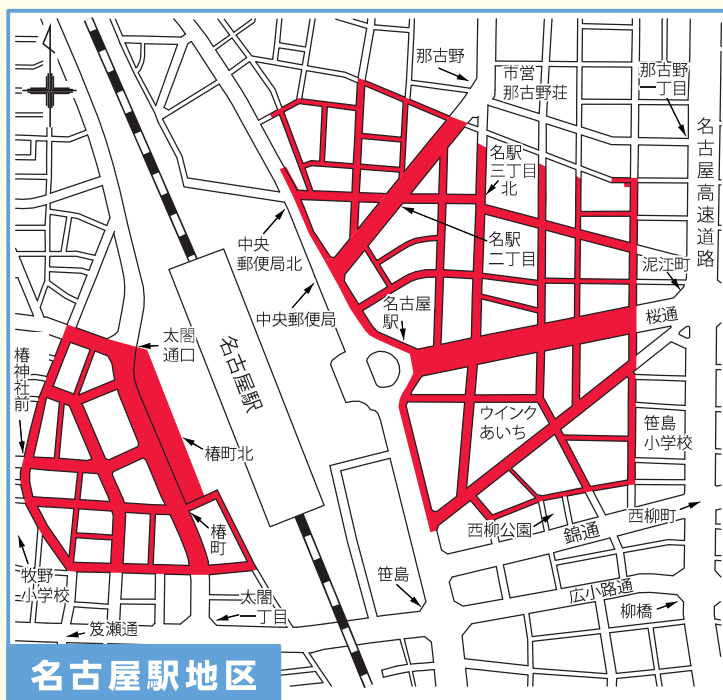 那古野
市営
那古野荘
那古野
一丁目
名古屋高速道路
名駅
三丁目
北
名駅
二丁目
中央
郵便局北
泥江町
中央郵便局
名古屋
駅
桜通
太閤
通口
名古屋駅
椿神社前
ウインク
あいち
笹島
小学校
椿町北
椿
町
西柳公園
錦通
西柳町
牧野
小学校
笹島
広小路通
太閤
一丁目
柳橋
笈瀬通
名古屋駅地区